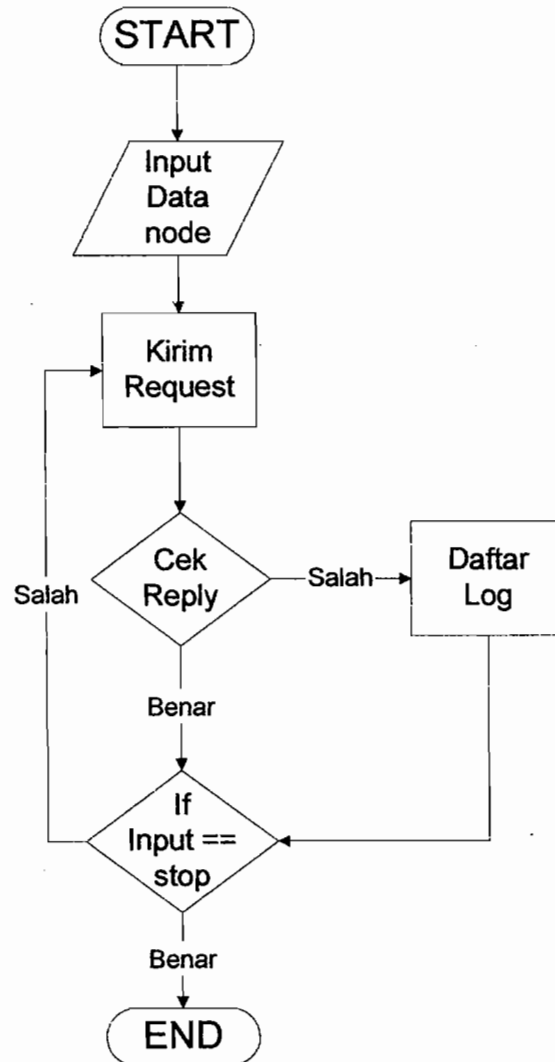 START
Input
Data
node
Kirim
Request
Cek
Reply
Salah
Daftar
Log
Salah
Benar
If
Input ==
stop
Benar
END